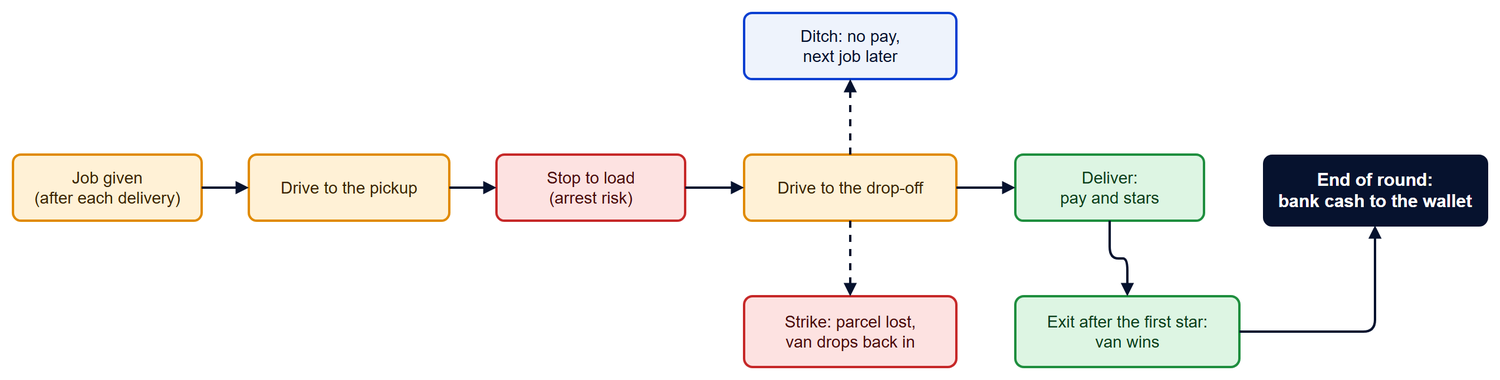 Ditch: no pay,
next job later
Job given
(after each delivery)
Drive to the pickup
Stop to load
(arrest risk)
Drive to the drop-off
Deliver:
pay and stars
End of round:
bank cash to the wallet
Strike: parcel lost,
van drops back in
Exit after the first star:
van wins